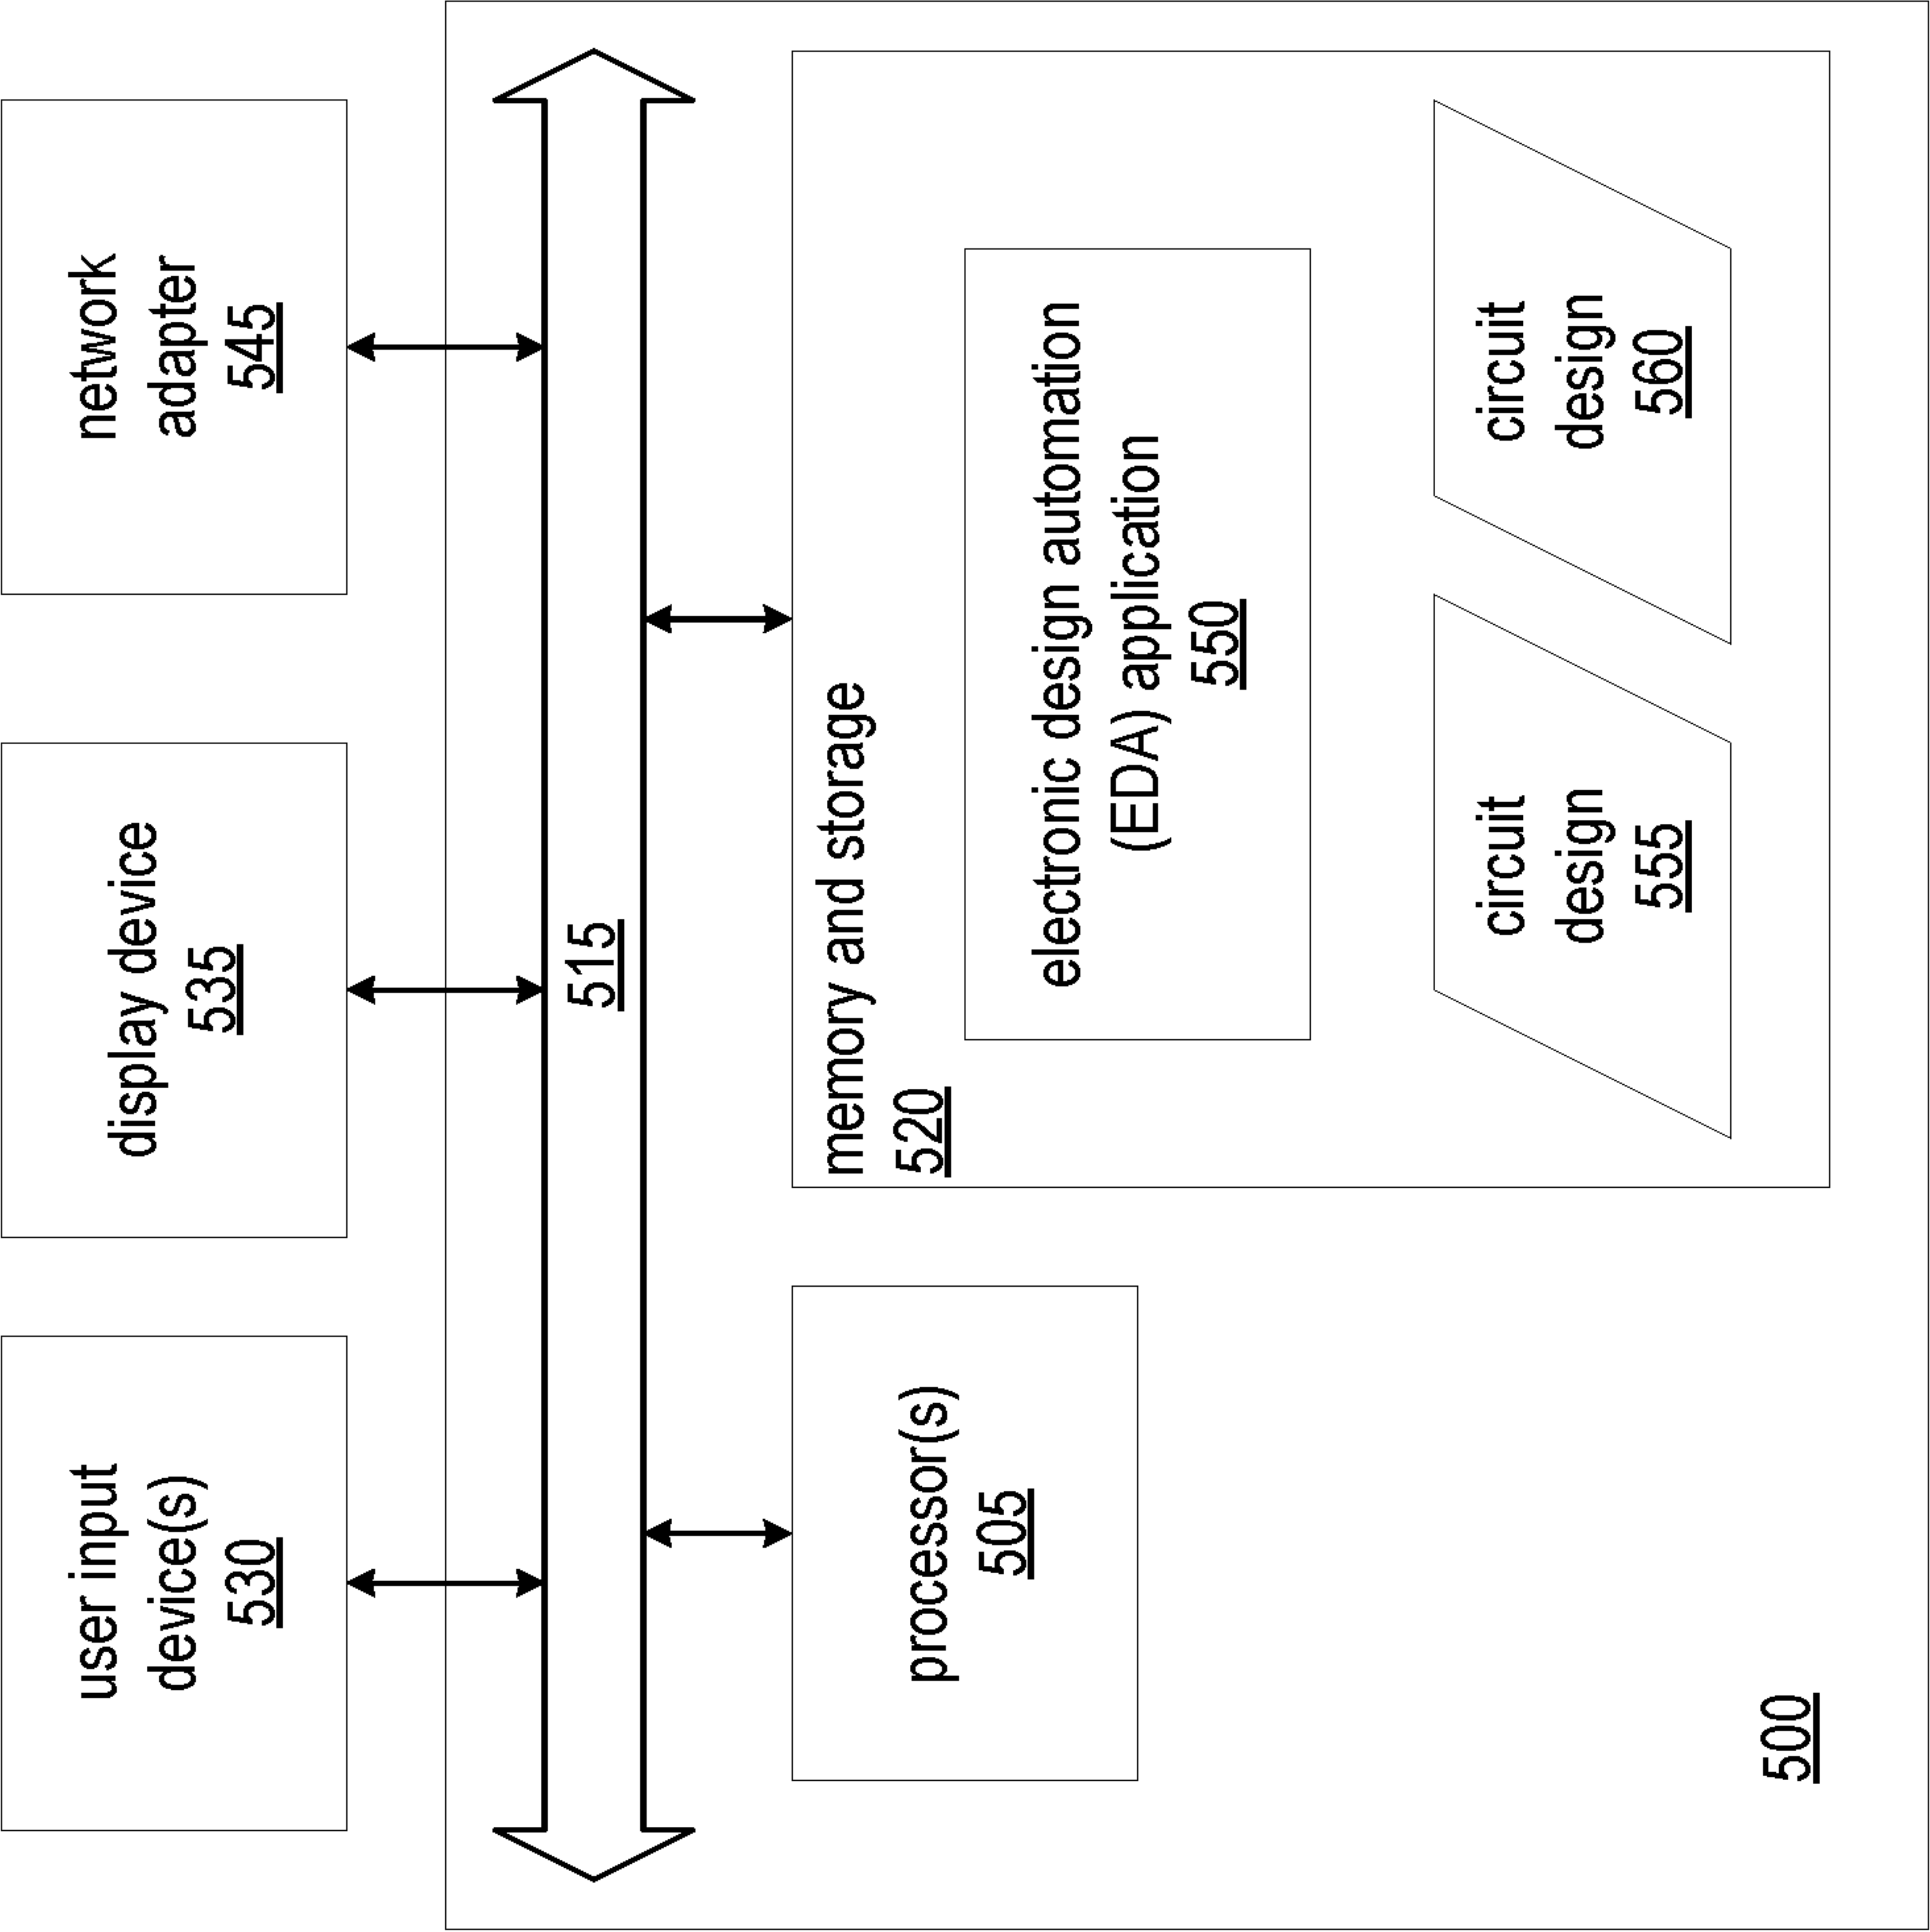 user input
device(s)
530
display device
535
network
adapter
545
515
processor(s)
505
memory and storage
520
electronic design automation
(EDA) application
550
circuit
design
555
circuit
design
560
500